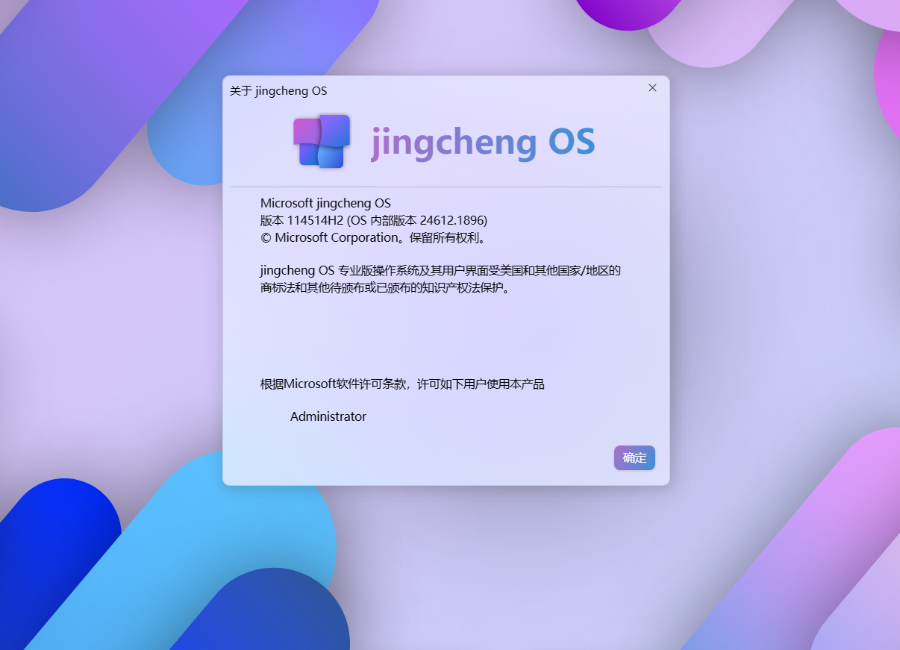 关于 jingcheng OS
jingcheng OS
Microsoft jingcheng OS
版本 114514H2 (OS 内部版本 24612.1896)
© Microsoft Corporation。保留所有权利。
jingcheng OS 专业版操作系统及其用户界面受美国和其他国家/地区的
商标法和其他待颁布或已颁布的知识产权法保护。
根据Microsoft软件许可条款，许可如下用户使用本产品
Administrator
确定